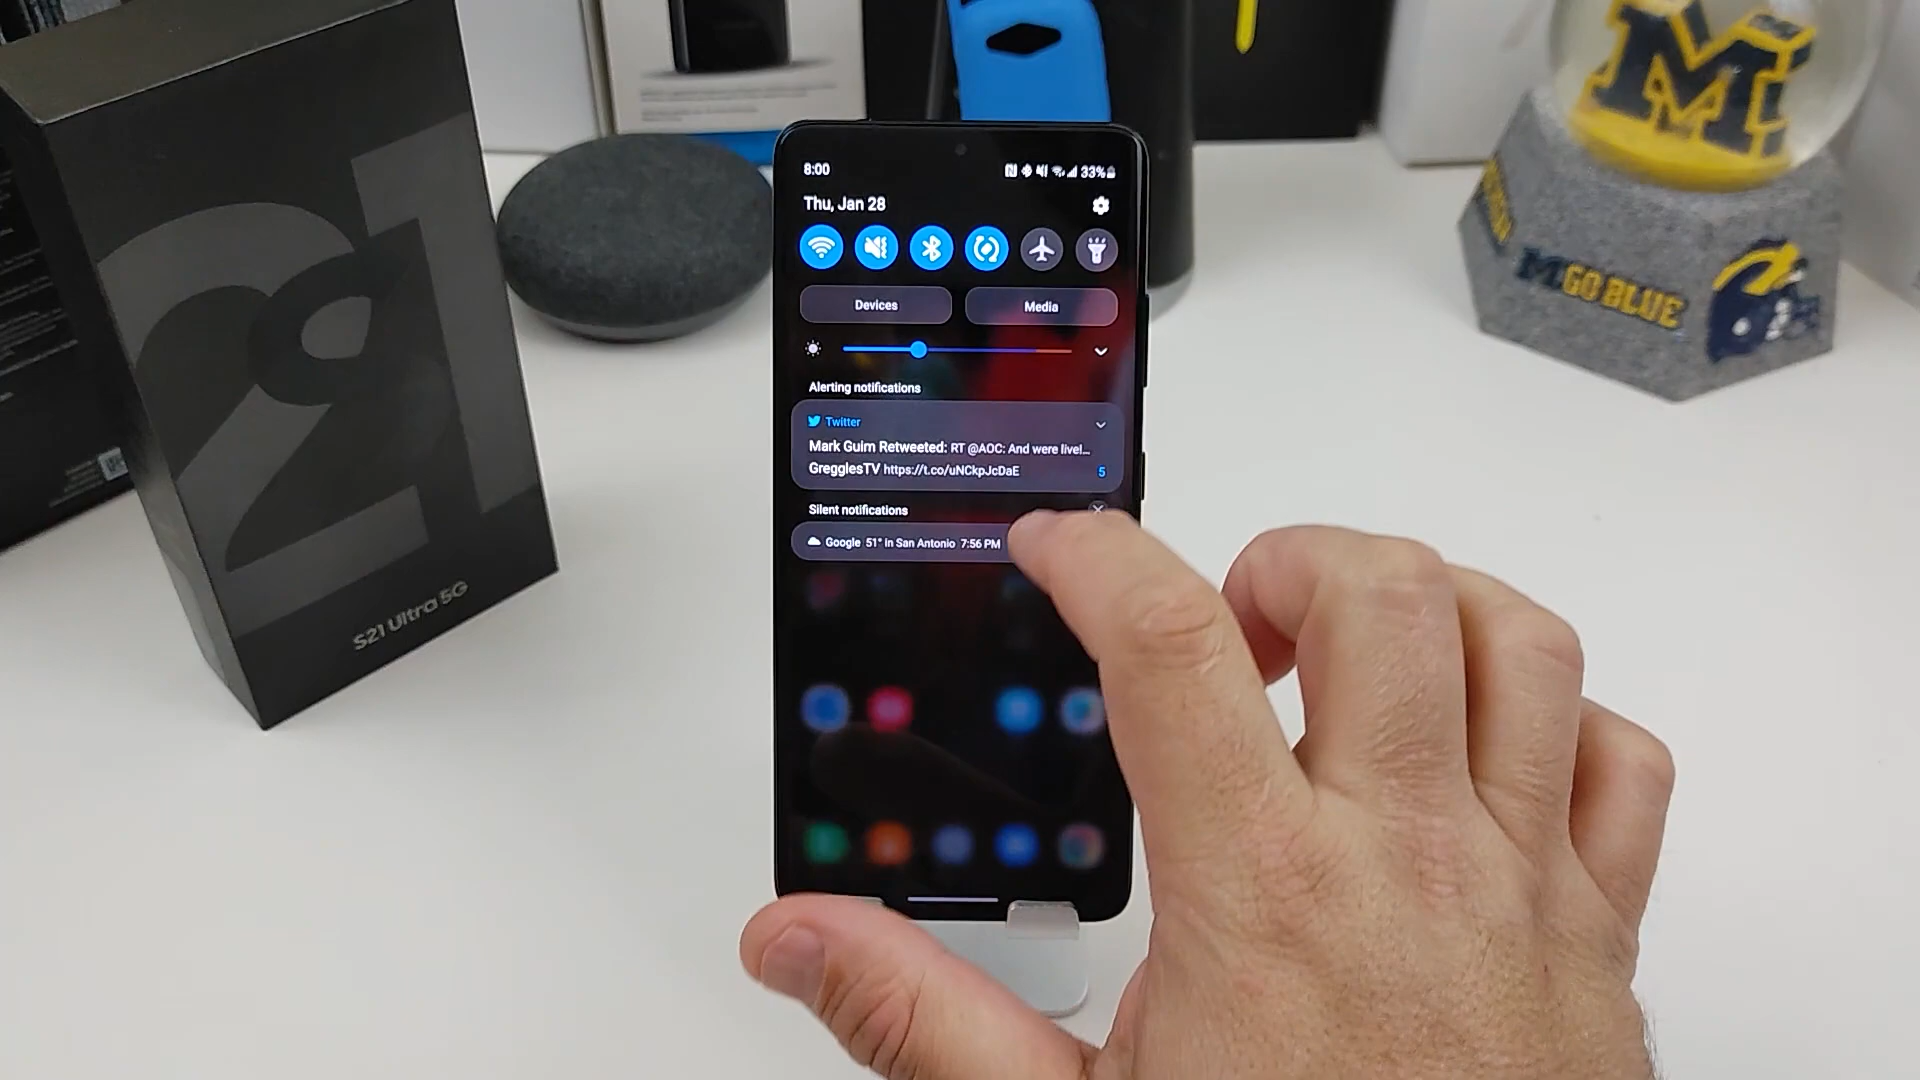 21
S21 Ultra 5G
8:00
33%
Thu, Jan 28
Devices
Media
Alerting notifications
Twitter
Mark Guim Retweeted: RT @AOC: And were live!...
GregglesTV https://t.co/uNCkpJcDaE
5
Silent notifications
Google 51° in San Antonio 7:56 PM
M
M GO BLUE